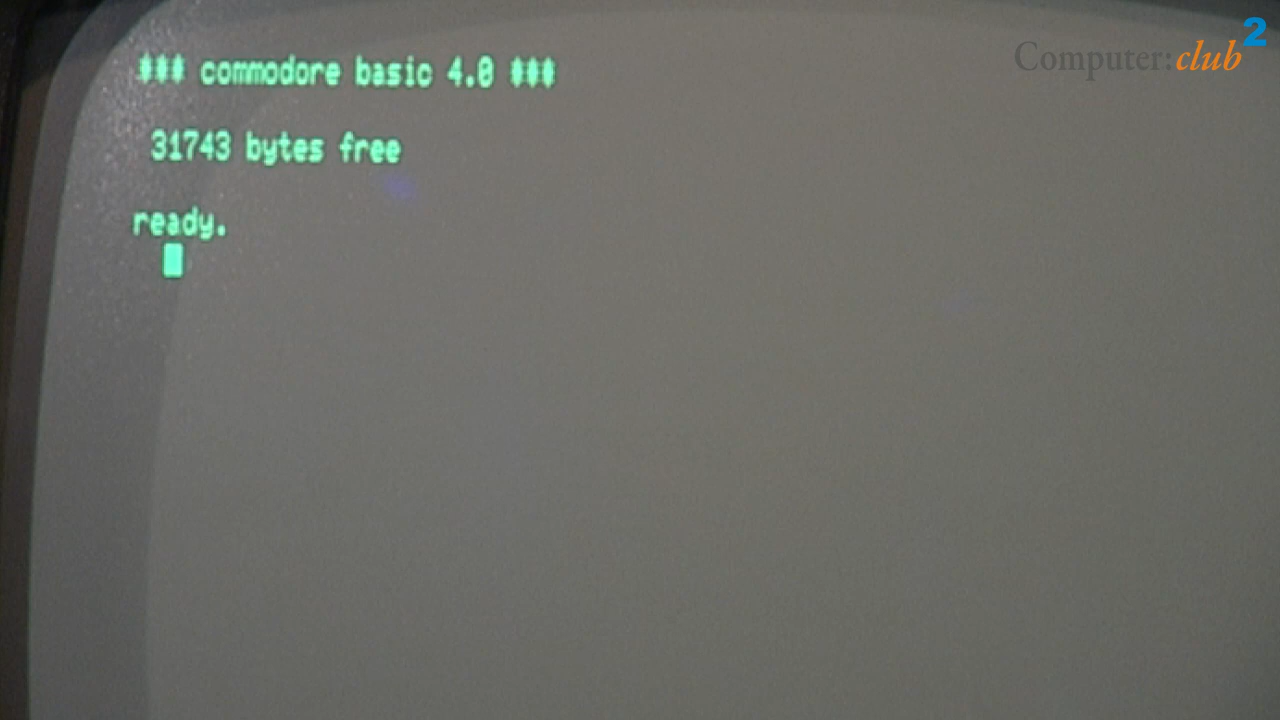 ### commodore basic 4.0 ###
31743 bytes free
ready.
Computer:club2